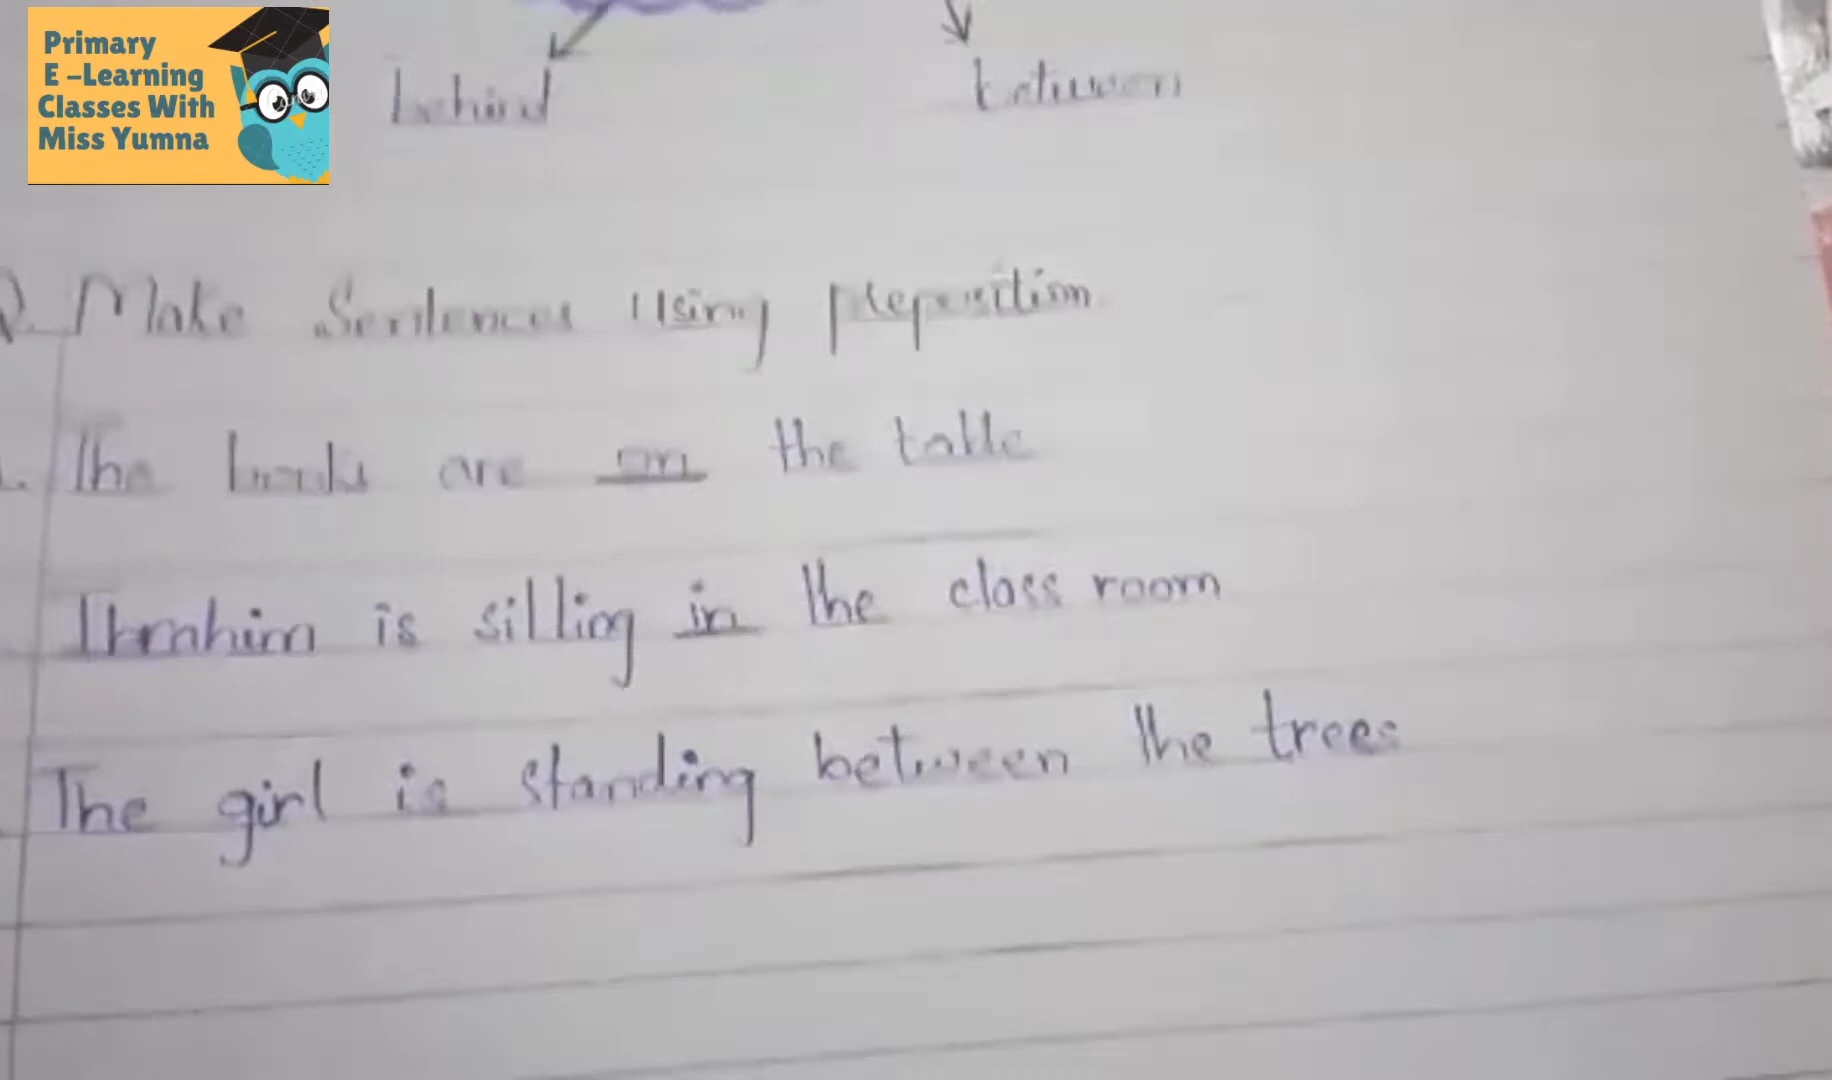 Primary
E-Learning
Classes With
Miss Yumna
behind between
Q. Make Sentences Using preposition
1. The books are on the table
Ibrahim is sitting in the class room
The girl is standing between the trees